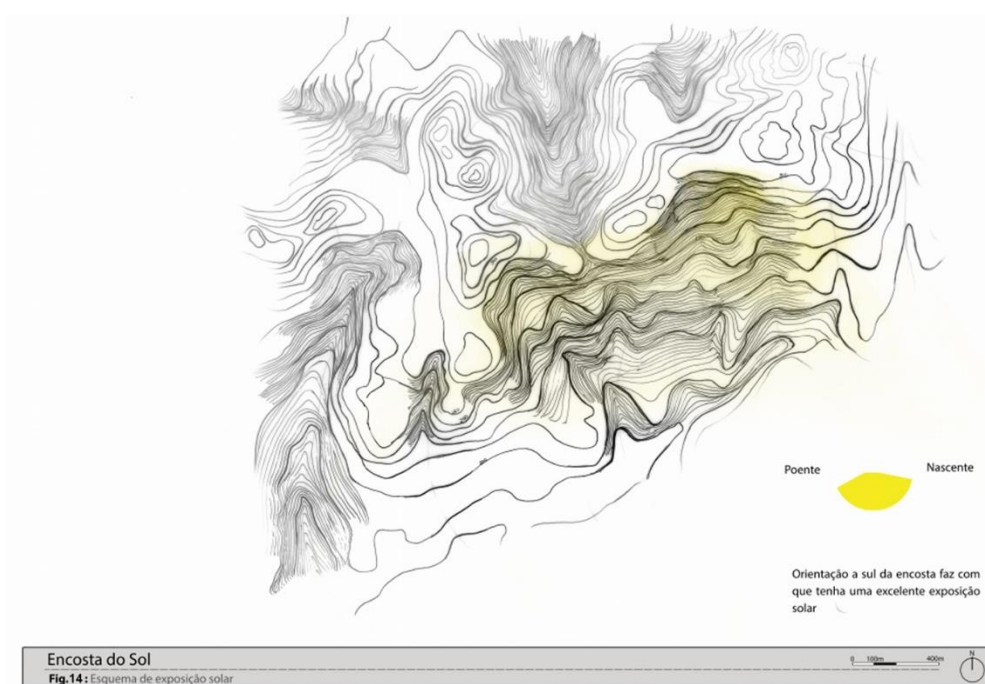 Poente
Nascente
Orientação a sul da encosta faz com
que tenha uma excelente exposição
solar
Encosta do Sol
0 100m 400m
N
Fig.14: Esquema de exposição solar